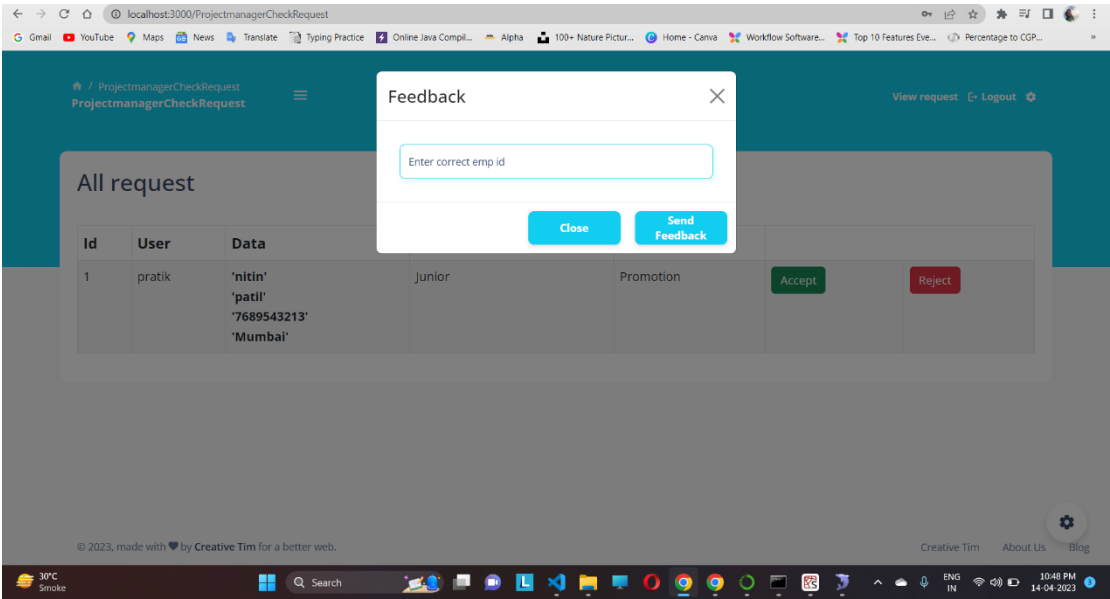 localhost:3000/ProjectmanagerCheckRequest
Gmail YouTube Maps News Translate Typing Practice Online Java Compil... Alpha 100+ Nature Pictur... Home - Canva Workflow Software... Top 10 Features Eve... Percentage to CGP... »
/ ProjectmanagerCheckRequest
ProjectmanagerCheckRequest
View request Logout
Feedback
Enter correct emp id
Close
Send
Feedback
All request
Id User Data
1 pratik 'nitin' Junior Promotion Accept Reject
'patil'
'7689543213'
'Mumbai'
© 2023, made with by Creative Tim for a better web.
Creative Tim About Us Blog
30°C
Smoke
Search
ENG
IN
10:48 PM
14-04-2023